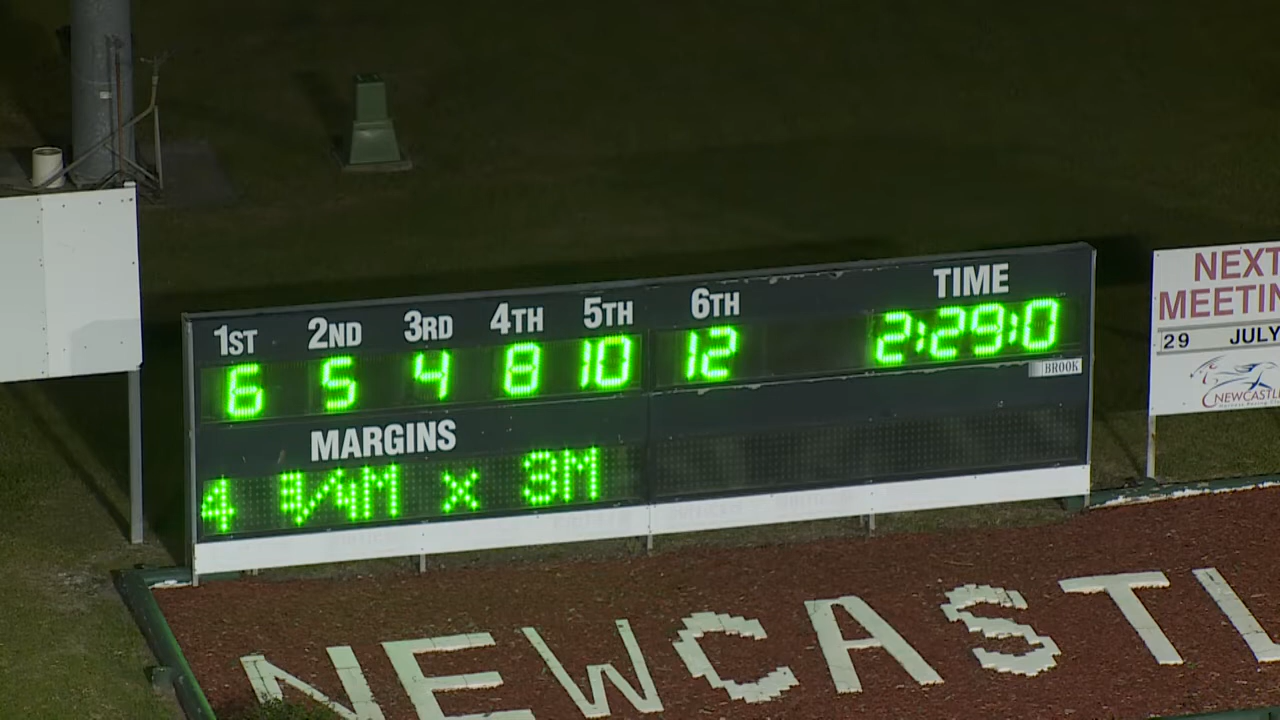 1ST 2ND 3RD 4TH 5TH 6TH TIME
6 5 4 8 10 12 2:29:0
BROOK
MARGINS
4 3/4M x 3M
NEXT
MEETIN
29 JULY
NEWCASTL
NEWCASTL